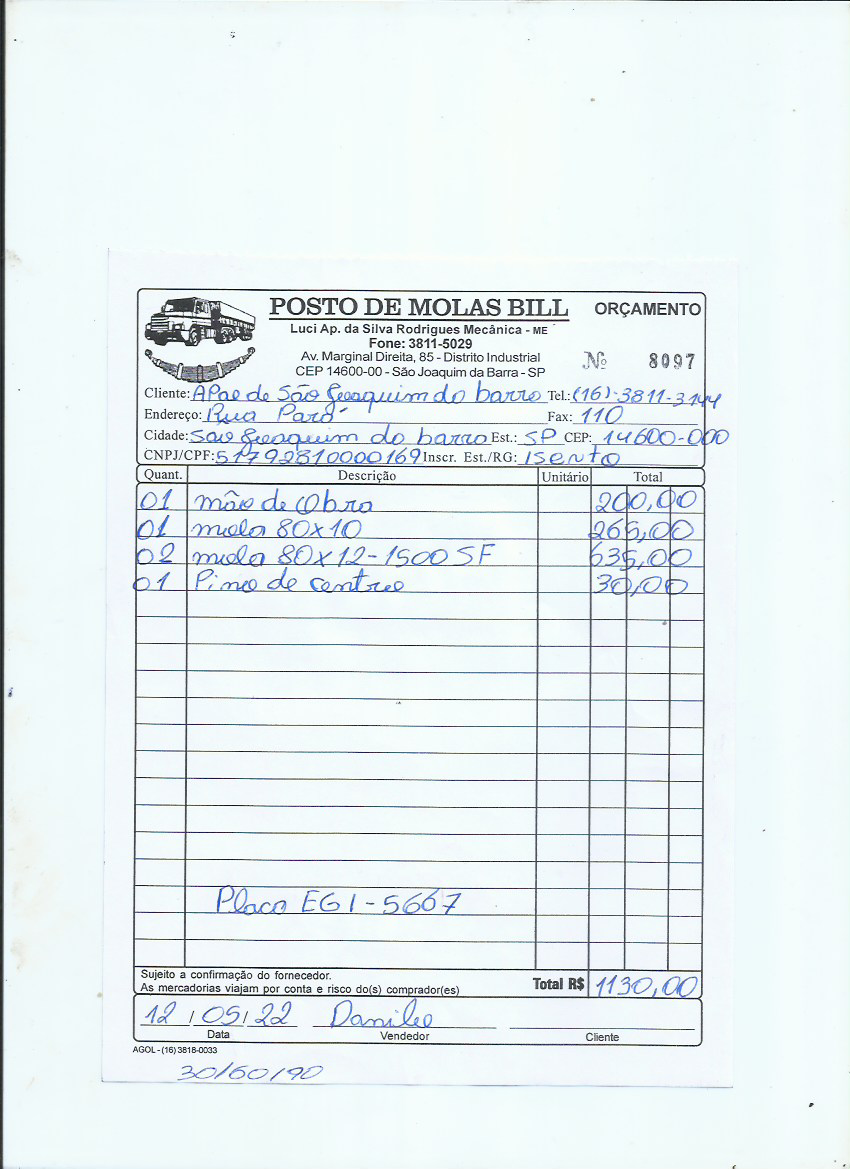 POSTO DE MOLAS BILL ORÇAMENTO
Luci Ap. da Silva Rodrigues Mecânica - ME
Fone: 3811-5029
Av. Marginal Direita, 85 - Distrito Industrial
CEP 14600-00 - São Joaquim da Barra - SP
Nº 8097
Cliente: APae de São Joaquim da barra Tel.: (16)-3811-3144
Endereço: Rua Pará Fax: 110
Cidade: São Joaquim da barra Est.: SP CEP: 14600-000
CNPJ/CPF: 51792810000169 Inscr. Est./RG: Isento
Quant. Descrição Unitário Total
01 mão de Obra 200,00
01 mola 80x10 265,00
02 mola 80x12-1500 SF 635,00
01 Pino de centro 30,00
Placa EGI-5667
Sujeito a confirmação do fornecedor.
As mercadorias viajam por conta e risco do(s) comprador(es) Total R$ 1130,00
12 / 05 / 22 Danilo
Data Vendedor Cliente
AGOL - (16) 3818-0033
30/60/90